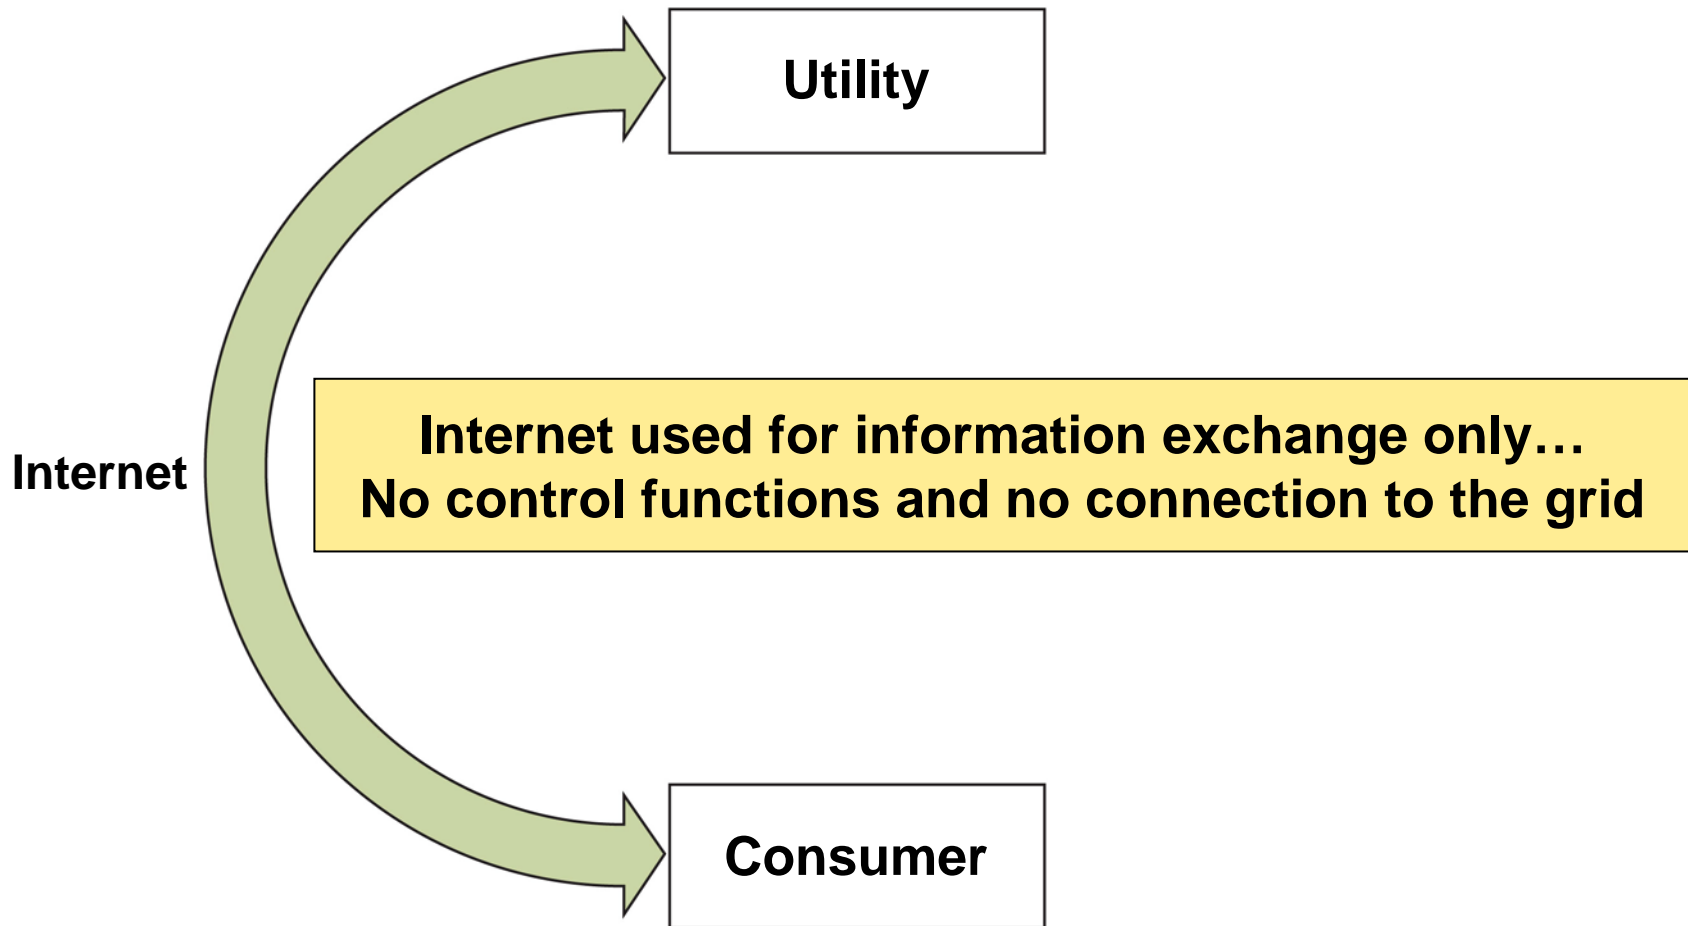 Utility
Internet used for information exchange only…
Internet
No control functions and no connection to the grid
Consumer